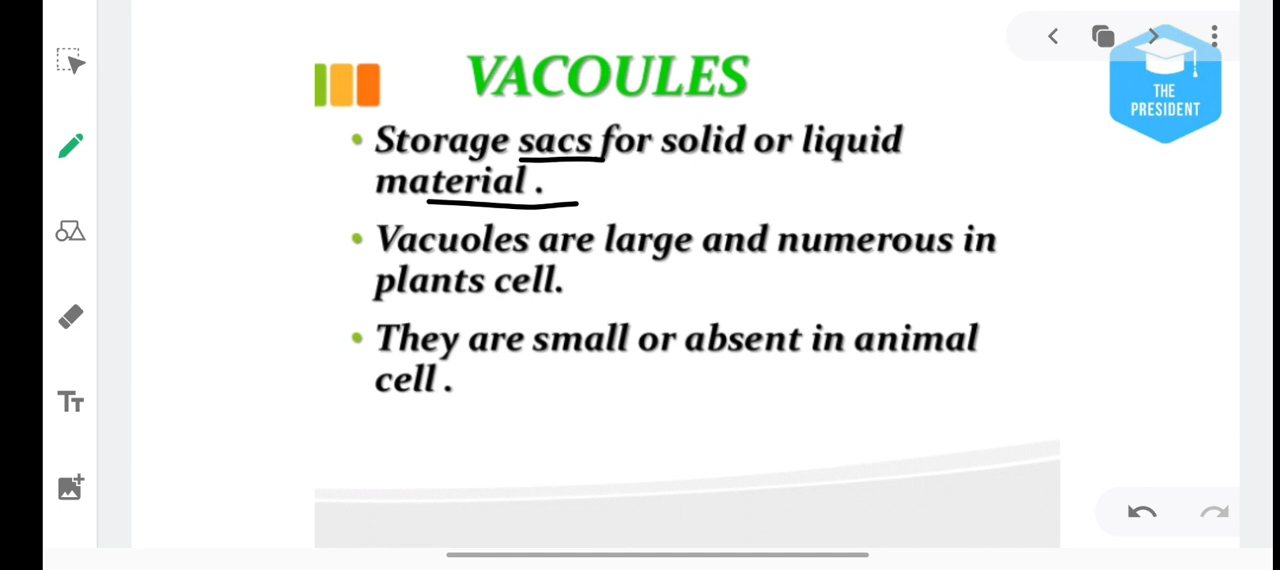 VACOULES
THE
PRESIDENT
• Storage sacs for solid or liquid
material .
• Vacuoles are large and numerous in
plants cell.
• They are small or absent in animal
cell .
TT